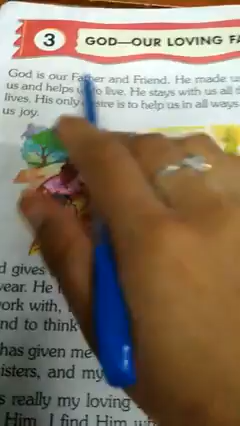 3
GOD—OUR LOVING
God is our Father and Friend. He made
us and helps to live. He stays with us all
lives. His only desire is to help us in all ways
us joy.
d gives
year. He
ork with,
nd to think
has given me
isters, and my
s really my loving
Him. I find Him